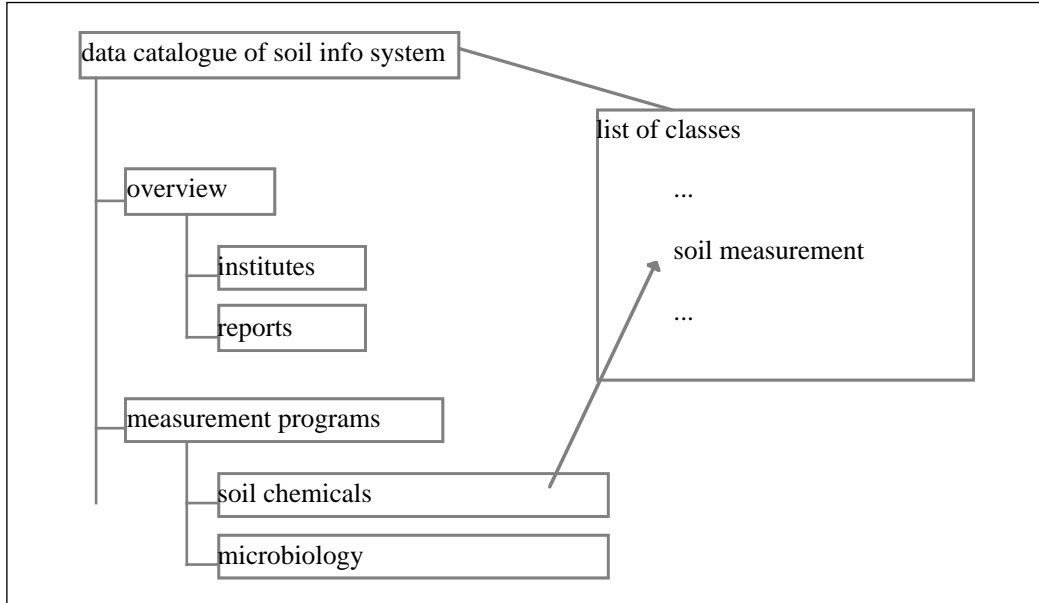 data catalogue of soil info system
list of classes
...
soil measurement
...
overview
institutes
reports
measurement programs
soil chemicals
microbiology